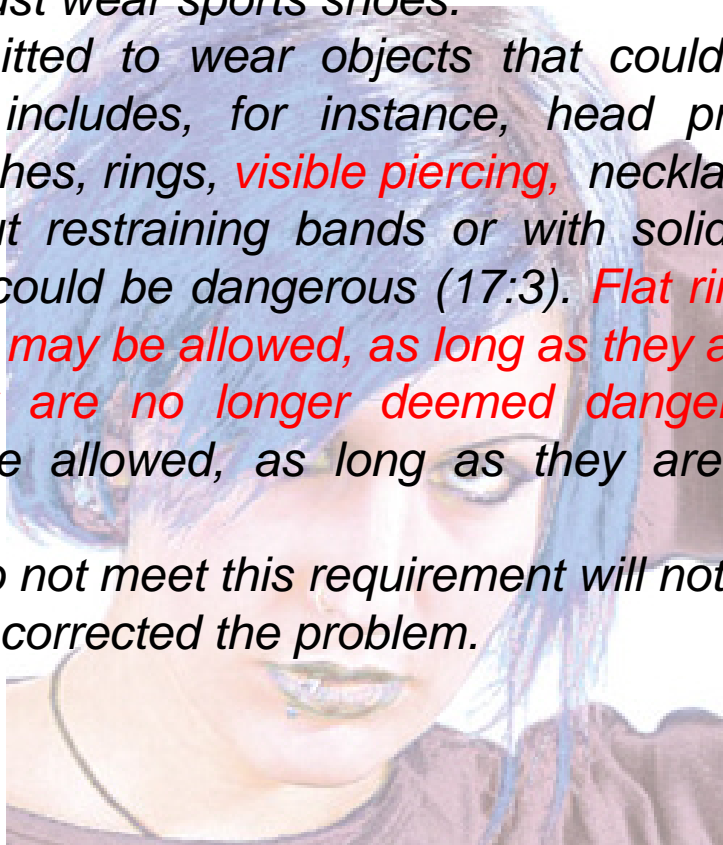 ust wear sports shoes.
itted to wear objects that could
includes, for instance, head pr
hes, rings, visible piercing, neckla
ut restraining bands or with solid
could be dangerous (17:3). Flat rin
may be allowed, as long as they a
are no longer deemed danger
e allowed, as long as they are
o not meet this requirement will not
corrected the problem.